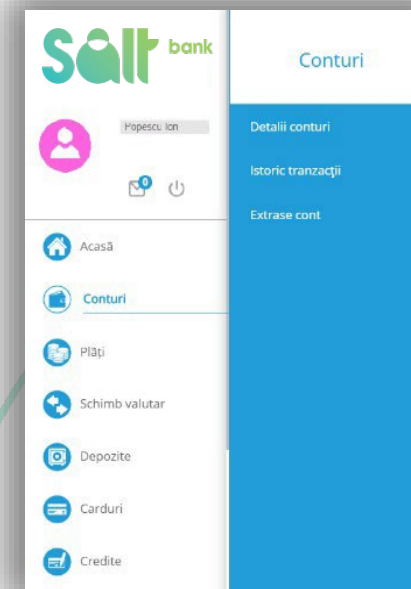 salt bank
Popescu Ion
0
Acasă
Conturi
Plăți
Schimb valutar
Depozite
Carduri
Credite
Conturi
Detalii conturi
Istoric tranzacții
Extrase cont